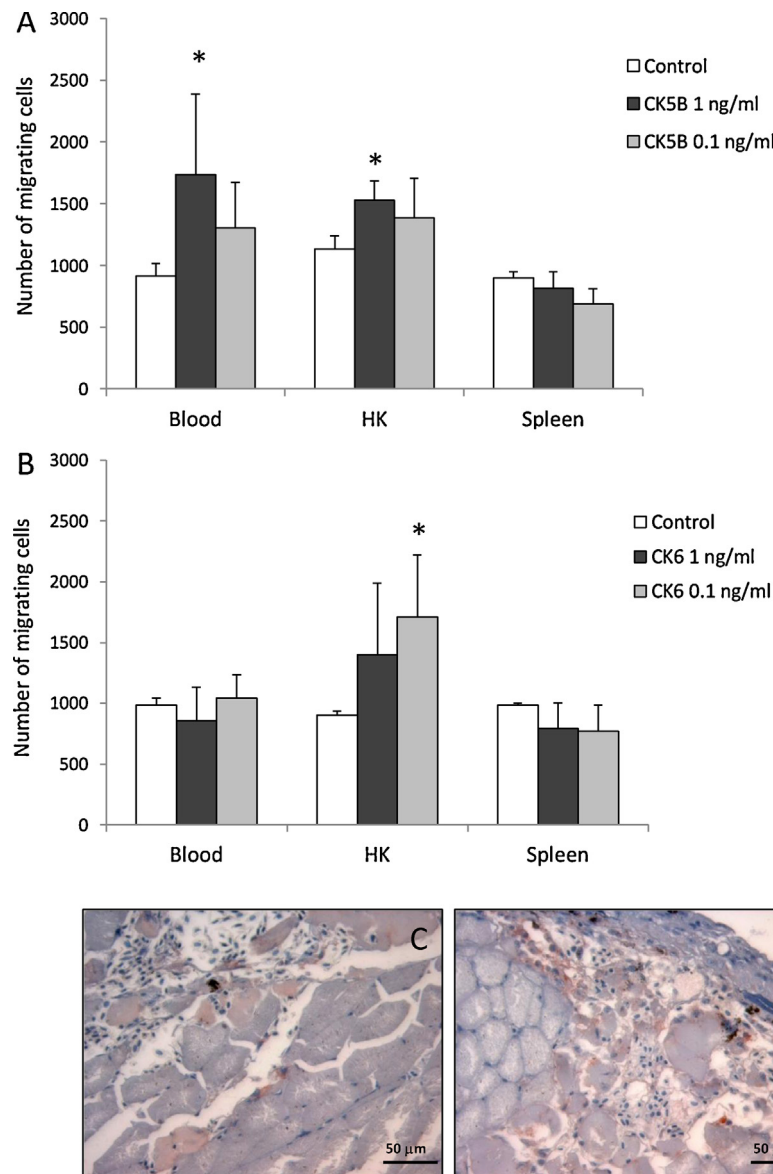 A
Number of migrating cells
3000
2500
2000
1500
1000
500
0
*
*
Control
CK5B 1 ng/ml
CK5B 0.1 ng/ml
Blood HK Spleen
B
Number of migrating cells
3000
2500
2000
1500
1000
500
0
*
Control
CK6 1 ng/ml
CK6 0.1 ng/ml
Blood HK Spleen
C
50 μm
50